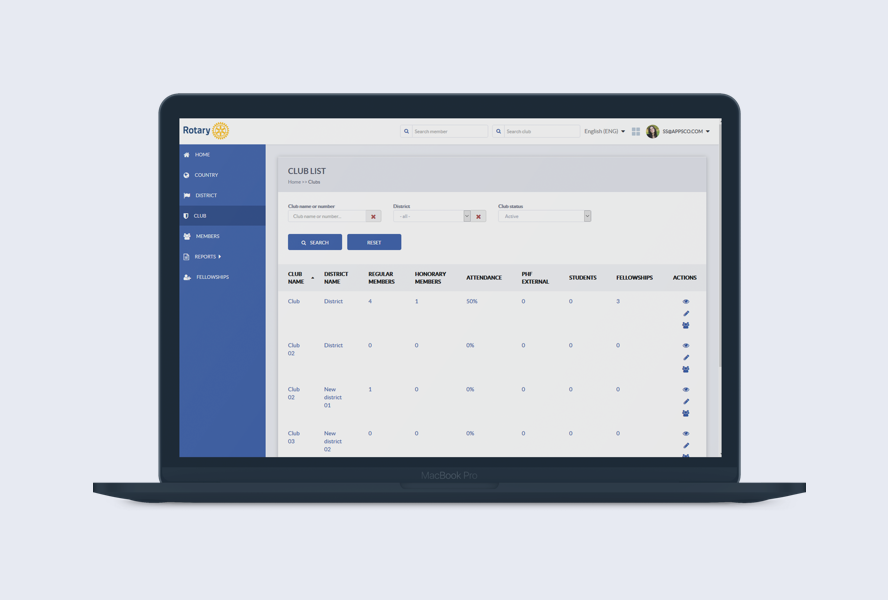 Rotary
Search member
Search club
English (ENG)
SS@APPSCO.COM
HOME
COUNTRY
DISTRICT
CLUB
MEMBERS
REPORTS
FELLOWSHIPS
CLUB LIST
Home >> Clubs
Club name or number
District
Club status
Club name or number...
- all -
Active
SEARCH
RESET
CLUB NAME
DISTRICT NAME
REGULAR MEMBERS
HONORARY MEMBERS
ATTENDANCE
PHF EXTERNAL
STUDENTS
FELLOWSHIPS
ACTIONS
Club District 4 1 50% 0 0 3
Club 02 District 0 0 0% 0 0 0
Club 02 New district 01 1 0 0% 0 0 0
Club 03 New district 02 0 0 0% 0 0 0
MacBook Pro